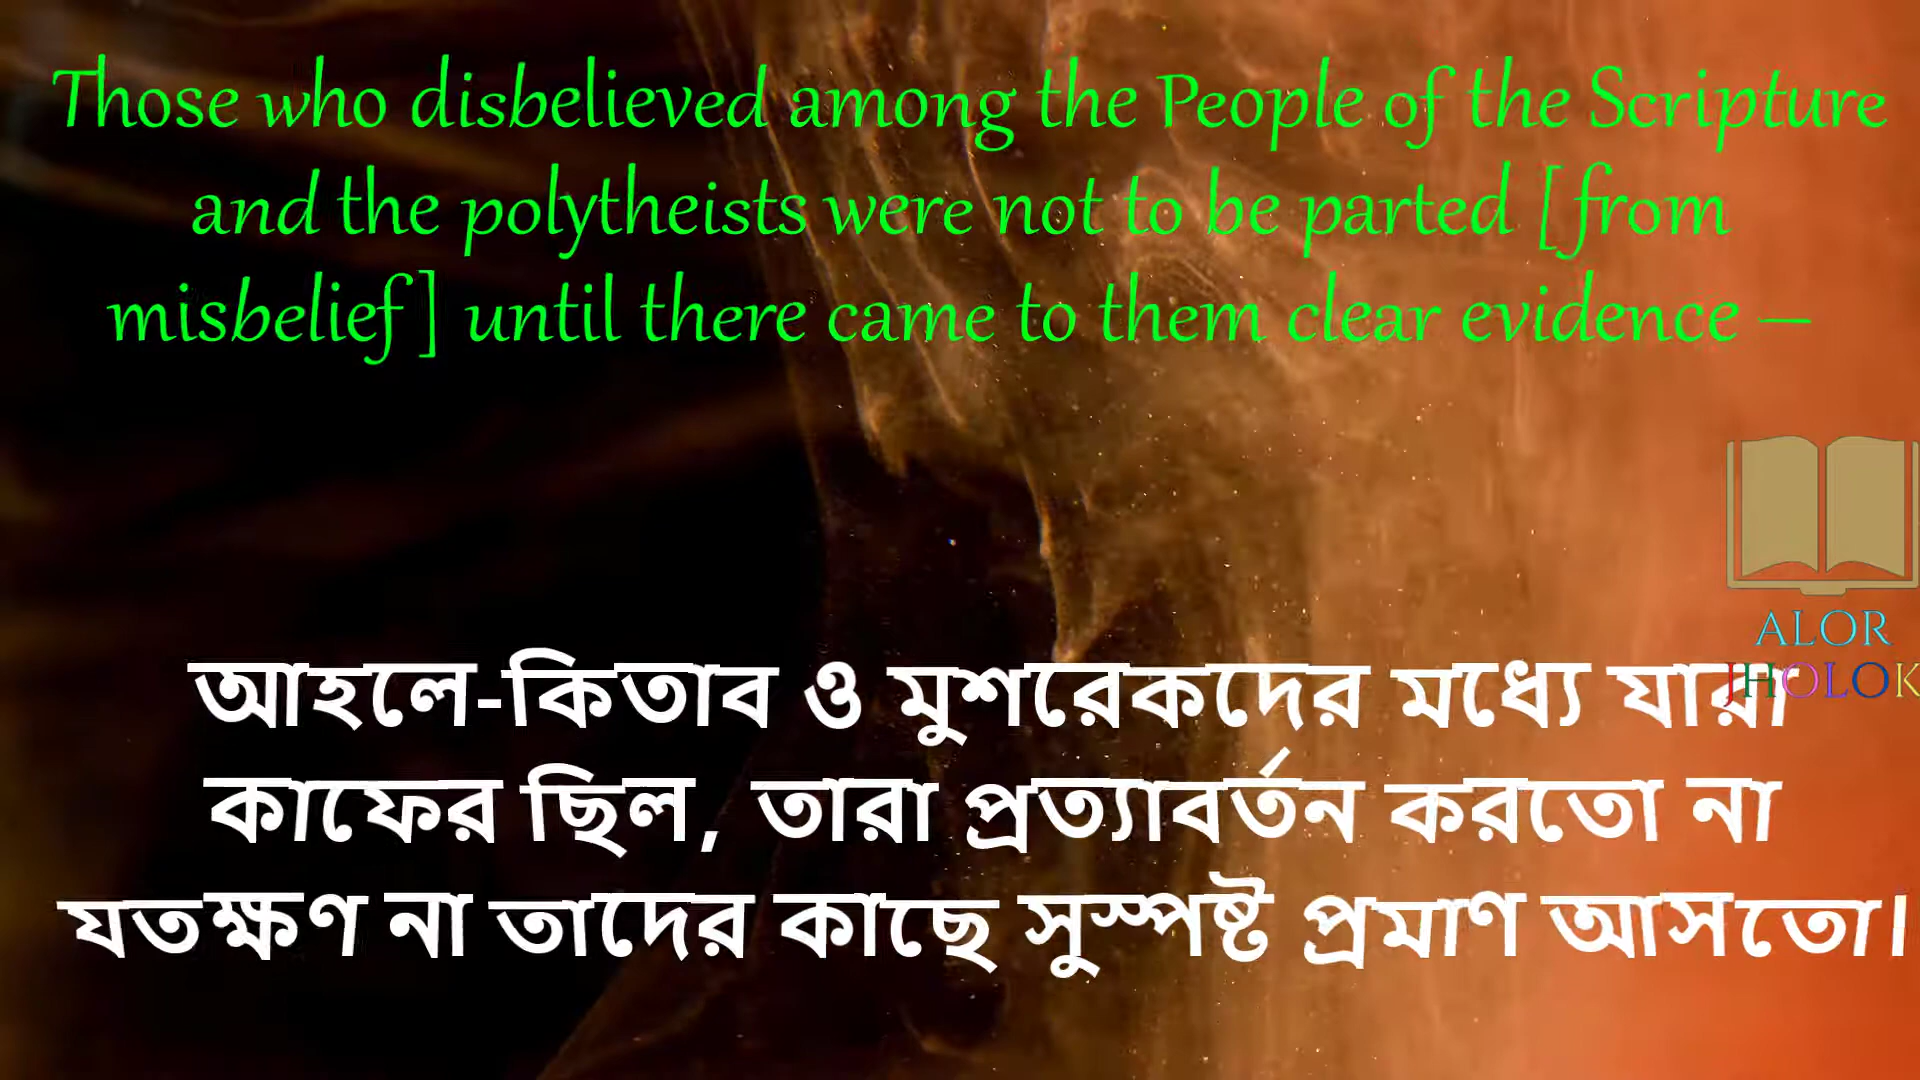 Those who disbelieved among the People of the Scripture
and the polytheists were not to be parted [from
misbelief] until there came to them clear evidence –
ALOR
JHOLOK
আহলে-কিতাব ও মুশরেকদের মধ্যে যারা
কাফের ছিল, তারা প্রত্যাবর্তন করতো না
যতক্ষণ না তাদের কাছে সুস্পষ্ট প্রমাণ আসতো।